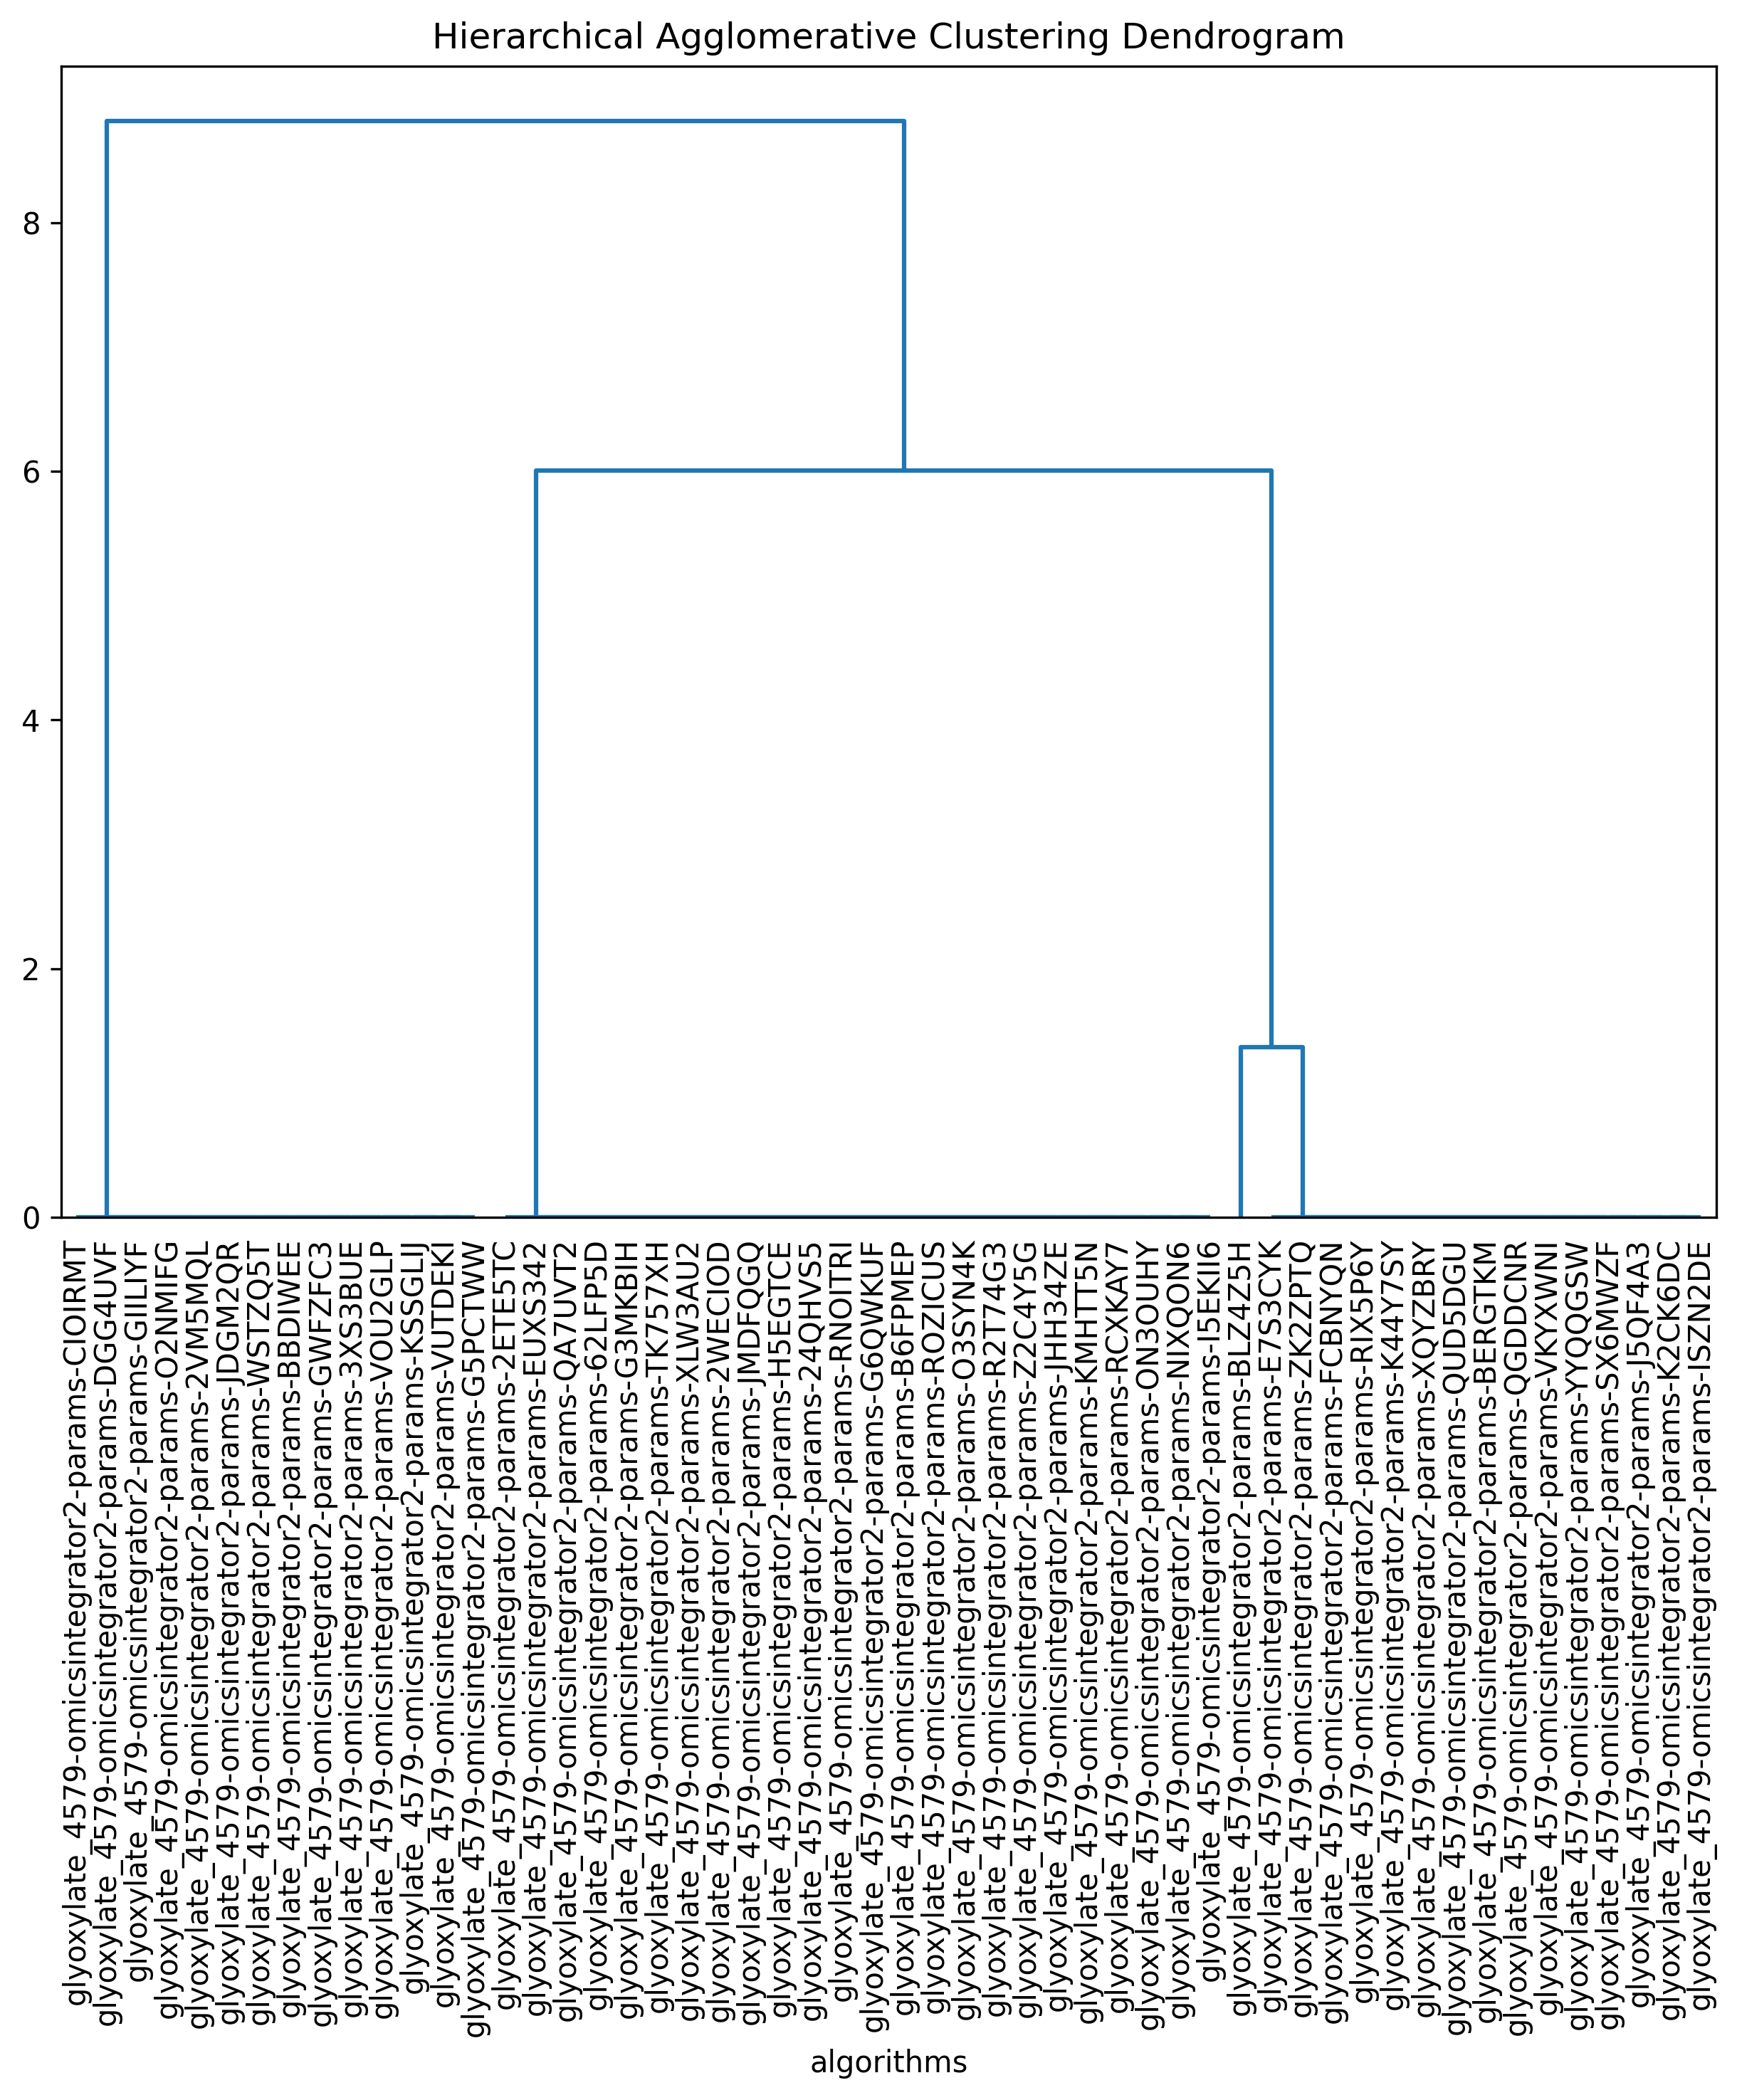 Hierarchical Agglomerative Clustering Dendrogram
8
6
4
2
0
glyoxylate_4579-omicsintegrator2-params-CIOIRMT
glyoxylate_4579-omicsintegrator2-params-DGG4UVF
glyoxylate_4579-omicsintegrator2-params-GIILIYF
glyoxylate_4579-omicsintegrator2-params-O2NMIFG
glyoxylate_4579-omicsintegrator2-params-2VM5MQL
glyoxylate_4579-omicsintegrator2-params-JDGM2QR
glyoxylate_4579-omicsintegrator2-params-WSTZQ5T
glyoxylate_4579-omicsintegrator2-params-BBDIWEE
glyoxylate_4579-omicsintegrator2-params-GWFZFC3
glyoxylate_4579-omicsintegrator2-params-3XS3BUE
glyoxylate_4579-omicsintegrator2-params-VOU2GLP
glyoxylate_4579-omicsintegrator2-params-KSSGLIJ
glyoxylate_4579-omicsintegrator2-params-VUTDEKI
glyoxylate_4579-omicsintegrator2-params-G5PCTWW
glyoxylate_4579-omicsintegrator2-params-2ETE5TC
glyoxylate_4579-omicsintegrator2-params-EUXS342
glyoxylate_4579-omicsintegrator2-params-QA7UVT2
glyoxylate_4579-omicsintegrator2-params-62LFP5D
glyoxylate_4579-omicsintegrator2-params-G3MKBIH
glyoxylate_4579-omicsintegrator2-params-TK757XH
glyoxylate_4579-omicsintegrator2-params-XLW3AU2
glyoxylate_4579-omicsintegrator2-params-2WECIOD
glyoxylate_4579-omicsintegrator2-params-JMDFQGQ
glyoxylate_4579-omicsintegrator2-params-H5EGTCE
glyoxylate_4579-omicsintegrator2-params-24QHVS5
glyoxylate_4579-omicsintegrator2-params-RNOITRI
glyoxylate_4579-omicsintegrator2-params-G6QWKUF
glyoxylate_4579-omicsintegrator2-params-B6FPMEP
glyoxylate_4579-omicsintegrator2-params-ROZICUS
glyoxylate_4579-omicsintegrator2-params-O3SYN4K
glyoxylate_4579-omicsintegrator2-params-R2T74G3
glyoxylate_4579-omicsintegrator2-params-Z2C4Y5G
glyoxylate_4579-omicsintegrator2-params-JHH34ZE
glyoxylate_4579-omicsintegrator2-params-KMHTT5N
glyoxylate_4579-omicsintegrator2-params-RCXKAY7
glyoxylate_4579-omicsintegrator2-params-ON3OUHY
glyoxylate_4579-omicsintegrator2-params-NIXQON6
glyoxylate_4579-omicsintegrator2-params-I5EKII6
glyoxylate_4579-omicsintegrator2-params-BLZ4Z5H
glyoxylate_4579-omicsintegrator2-params-E7S3CYK
glyoxylate_4579-omicsintegrator2-params-ZK2ZPTQ
glyoxylate_4579-omicsintegrator2-params-FCBNYQN
glyoxylate_4579-omicsintegrator2-params-RIX5P6Y
glyoxylate_4579-omicsintegrator2-params-K44Y7SY
glyoxylate_4579-omicsintegrator2-params-XQYZBRY
glyoxylate_4579-omicsintegrator2-params-QUD5DGU
glyoxylate_4579-omicsintegrator2-params-BERGTKM
glyoxylate_4579-omicsintegrator2-params-QGDDCNR
glyoxylate_4579-omicsintegrator2-params-VKYXWNI
glyoxylate_4579-omicsintegrator2-params-YYQQGSW
glyoxylate_4579-omicsintegrator2-params-SX6MWZF
glyoxylate_4579-omicsintegrator2-params-J5QF4A3
glyoxylate_4579-omicsintegrator2-params-K2CK6DC
glyoxylate_4579-omicsintegrator2-params-ISZN2DE
algorithms